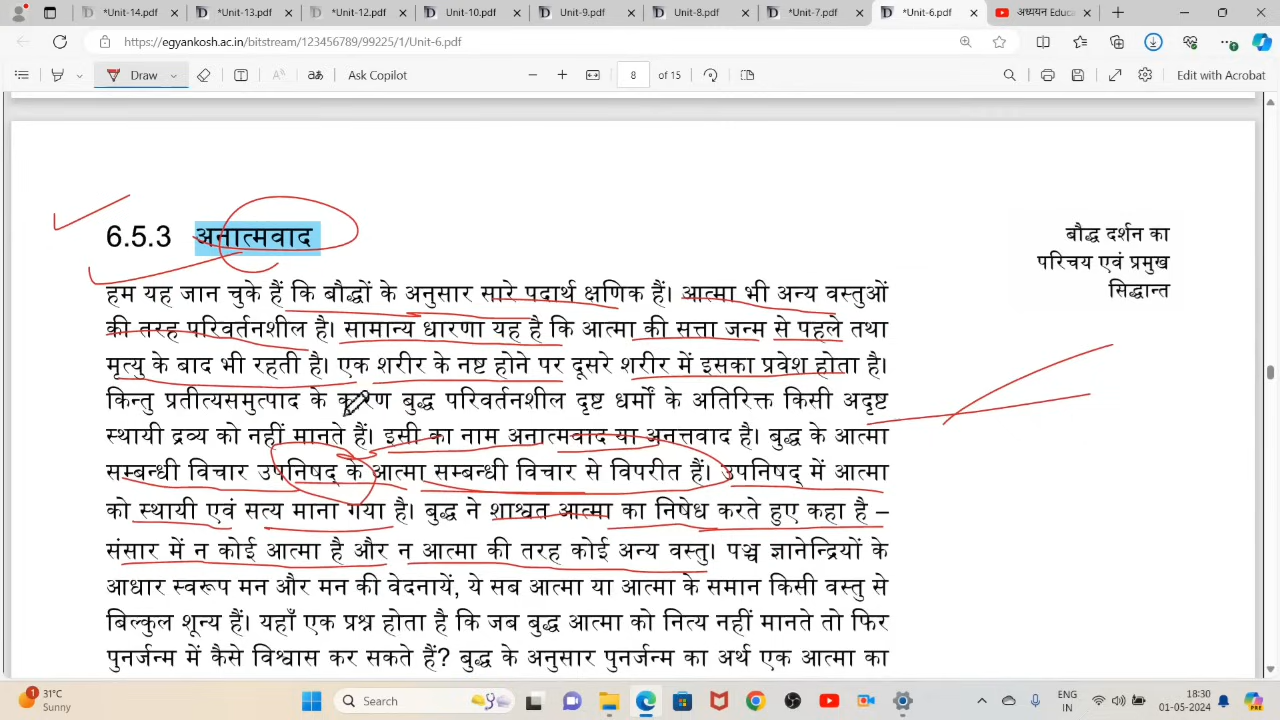 *Unit-14.pdf
*Unit-13.pdf
*Unit-12.pdf
Unit-10.pdf
Unit-9.pdf
Unit-8.pdf
*Unit-7.pdf
*Unit-6.pdf
अध्ययन Educa
https://egyankosh.ac.in/bitstream/123456789/99225/1/Unit-6.pdf
Draw
Ask Copilot
8 of 15
Edit with Acrobat
6.5.3 अनात्मवाद
बौद्ध दर्शन का
परिचय एवं प्रमुख
सिद्धान्त
हम यह जान चुके हैं कि बौद्धों के अनुसार सारे पदार्थ क्षणिक हैं। आत्मा भी अन्य वस्तुओं
की तरह परिवर्तनशील है। सामान्य धारणा यह है कि आत्मा की सत्ता जन्म से पहले तथा
मृत्यु के बाद भी रहती है। एक शरीर के नष्ट होने पर दूसरे शरीर में इसका प्रवेश होता है।
किन्तु प्रतीत्यसमुत्पाद के कारण बुद्ध परिवर्तनशील दृष्ट धर्मों के अतिरिक्त किसी अदृष्ट
स्थायी द्रव्य को नहीं मानते हैं। इसी का नाम अनात्मवाद या अनत्तवाद है। बुद्ध के आत्मा
सम्बन्धी विचार उपनिषद् के आत्मा सम्बन्धी विचार से विपरीत हैं। उपनिषद् में आत्मा
को स्थायी एवं सत्य माना गया है। बुद्ध ने शाश्वत आत्मा का निषेध करते हुए कहा है –
संसार में न कोई आत्मा है और न आत्मा की तरह कोई अन्य वस्तु। पञ्च ज्ञानेन्द्रियों के
आधार स्वरूप मन और मन की वेदनायें, ये सब आत्मा या आत्मा के समान किसी वस्तु से
बिल्कुल शून्य हैं। यहाँ एक प्रश्न होता है कि जब बुद्ध आत्मा को नित्य नहीं मानते तो फिर
पुनर्जन्म में कैसे विश्वास कर सकते हैं? बुद्ध के अनुसार पुनर्जन्म का अर्थ एक आत्मा का
1
31°C
Sunny
Search
ENG
IN
18:30
01-05-2024